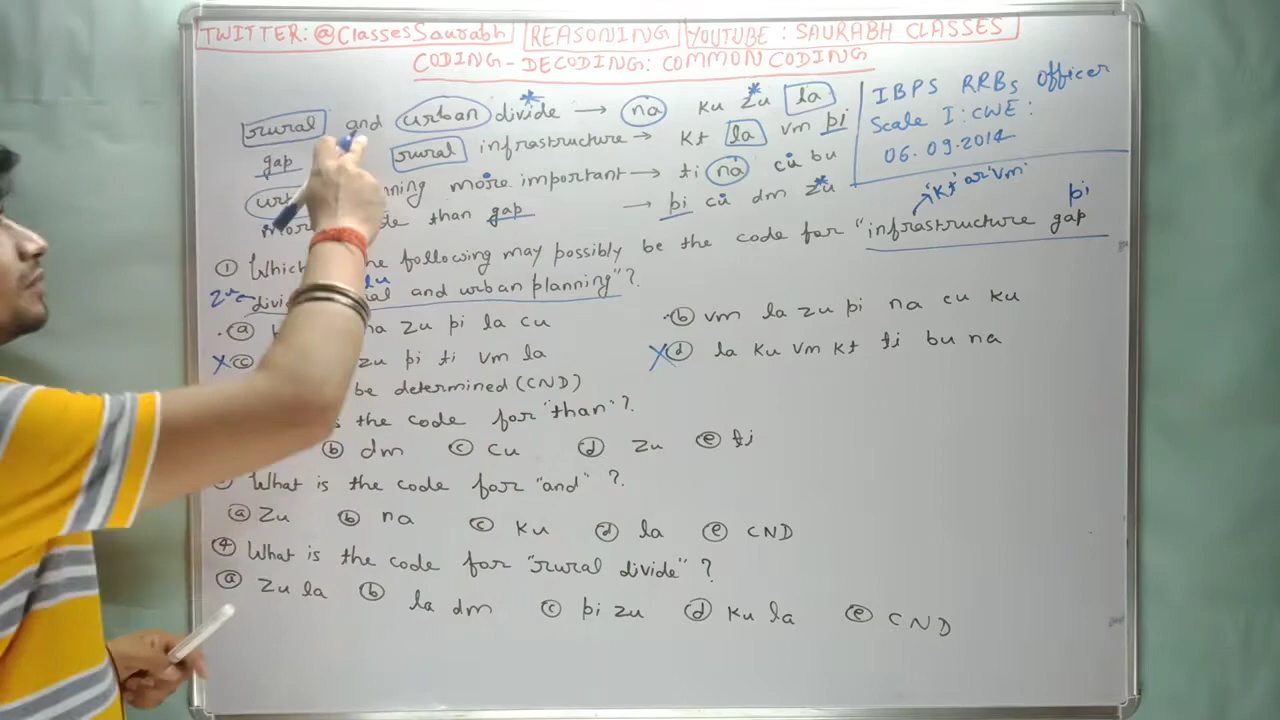 TWITTER: @ClassesSaurabh REASONING YOUTUBE: SAURABH CLASSES
CODING-DECODING: COMMON CODING
rural and urban divide → na ku zu la
gap rural infrastructure → kt la vm pi
more important → ti na cu bu
than gap → pi cu dm zu
IBPS RRBs Officer
Scale I: CWE:
06.09.2014
'kt' or 'vm'
pi
① Which following may possibly be the code for "infrastructure gap
zu lu
and urban planning"?
ⓐ na zu pi la cu ⓑ vm la zu pi na cu ku
X ⓒ zu pi ti vm la X ⓓ la ku vm kt ti bu na
be determined (CND)
the code for "than"?
ⓑ dm ⓒ cu ⓓ zu ⓔ ti
What is the code for "and" ?
ⓐ zu ⓑ na ⓒ ku ⓓ la ⓔ CND
④ What is the code for "rural divide" ?
ⓐ zu la ⓑ la dm ⓒ pi zu ⓓ ku la ⓔ CND